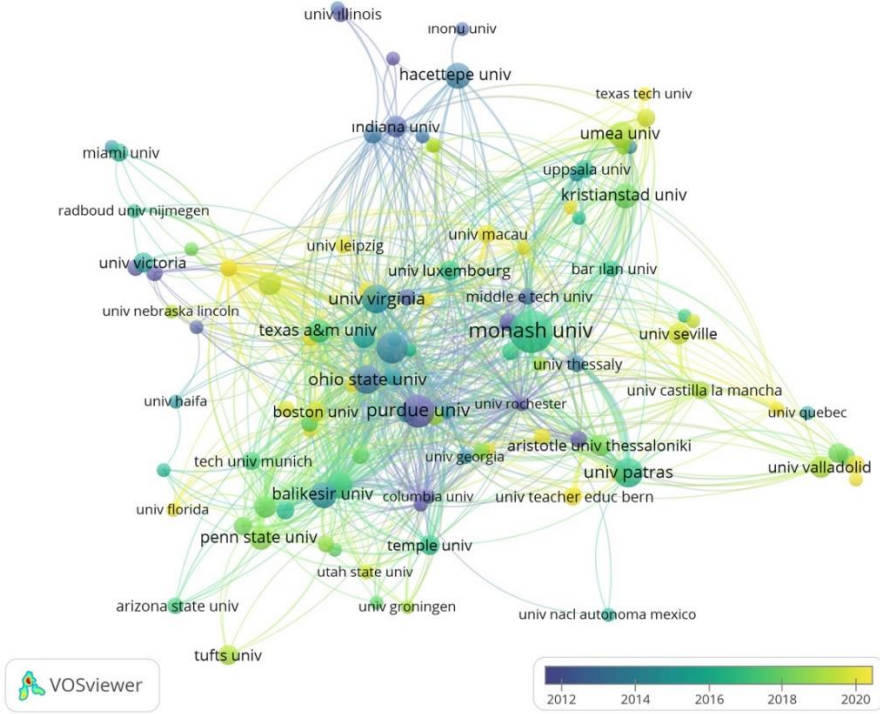 univ ıllinois
ınonu univ
hacettepe univ
texas tech univ
ındiana univ
umea univ
miami univ
uppsala univ
kristianstad univ
radboud univ nijmegen
univ macau
univ leipzig
univ victoria
univ luxembourg
bar ılan univ
univ virginia
middle e tech univ
univ nebraska lincoln
texas a&m univ
monash univ
univ seville
univ thessaly
ohio state univ
univ castilla la mancha
univ haifa
boston univ
purdue univ
univ rochester
univ quebec
aristotle univ thessaloniki
tech univ munich
univ georgia
univ patras
univ valladolid
balikesir univ
columbia univ
univ teacher educ bern
univ florida
penn state univ
temple univ
utah state univ
arizona state univ
univ groningen
univ nacl autonoma mexico
tufts univ
VOSviewer
2012 2014 2016 2018 2020